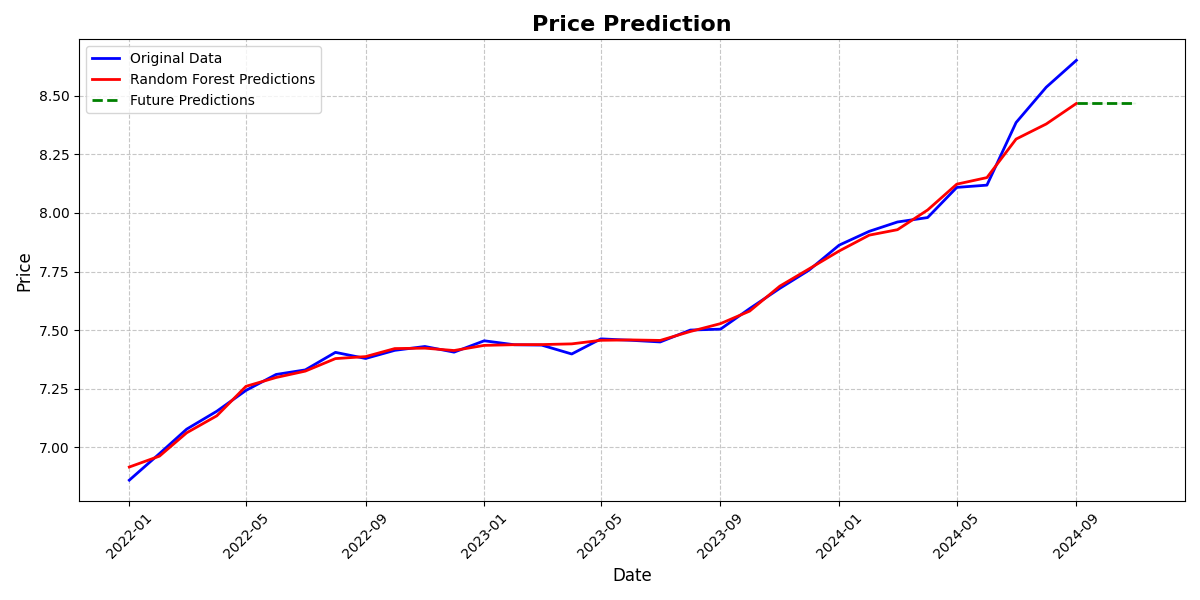 Price Prediction
Original Data
Random Forest Predictions
Future Predictions
Price
8.50
8.25
8.00
7.75
7.50
7.25
7.00
2022-01
2022-05
2022-09
2023-01
2023-05
2023-09
2024-01
2024-05
2024-09
Date